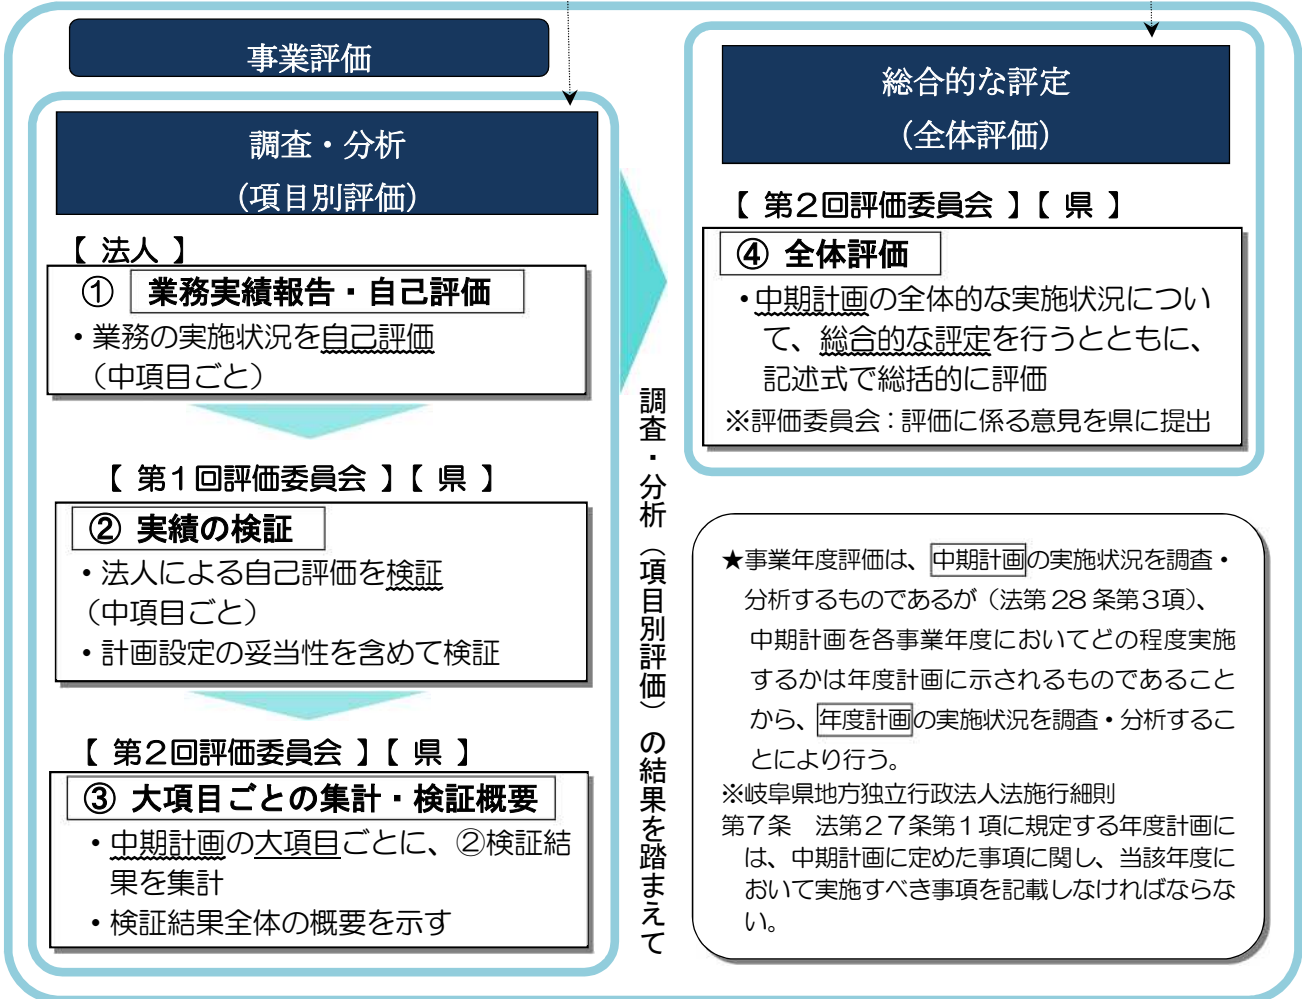 事業評価
調査・分析
(項目別評価)
【 法人 】
① 業務実績報告・自己評価
・業務の実施状況を自己評価
（中項目ごと）
【 第１回評価委員会 】【 県 】
② 実績の検証
・法人による自己評価を検証
（中項目ごと）
・計画設定の妥当性を含めて検証
【 第２回評価委員会 】【 県 】
③ 大項目ごとの集計・検証概要
・中期計画の大項目ごとに、②検証結
果を集計
・検証結果全体の概要を示す
調査・分析（項目別評価）の結果を踏まえて
総合的な評定
(全体評価)
【 第２回評価委員会 】【 県 】
④ 全体評価
・中期計画の全体的な実施状況につい
て、総合的な評定を行うとともに、
記述式で総括的に評価
※評価委員会：評価に係る意見を県に提出
★事業年度評価は、中期計画の実施状況を調査・
分析するものであるが（法第 28 条第３項）、
中期計画を各事業年度においてどの程度実施
するかは年度計画に示されるものであること
から、年度計画の実施状況を調査・分析するこ
とにより行う。
※岐阜県地方独立行政法人法施行細則
第７条　法第２７条第１項に規定する年度計画に
は、中期計画に定めた事項に関し、当該年度に
おいて実施すべき事項を記載しなければならな
い。